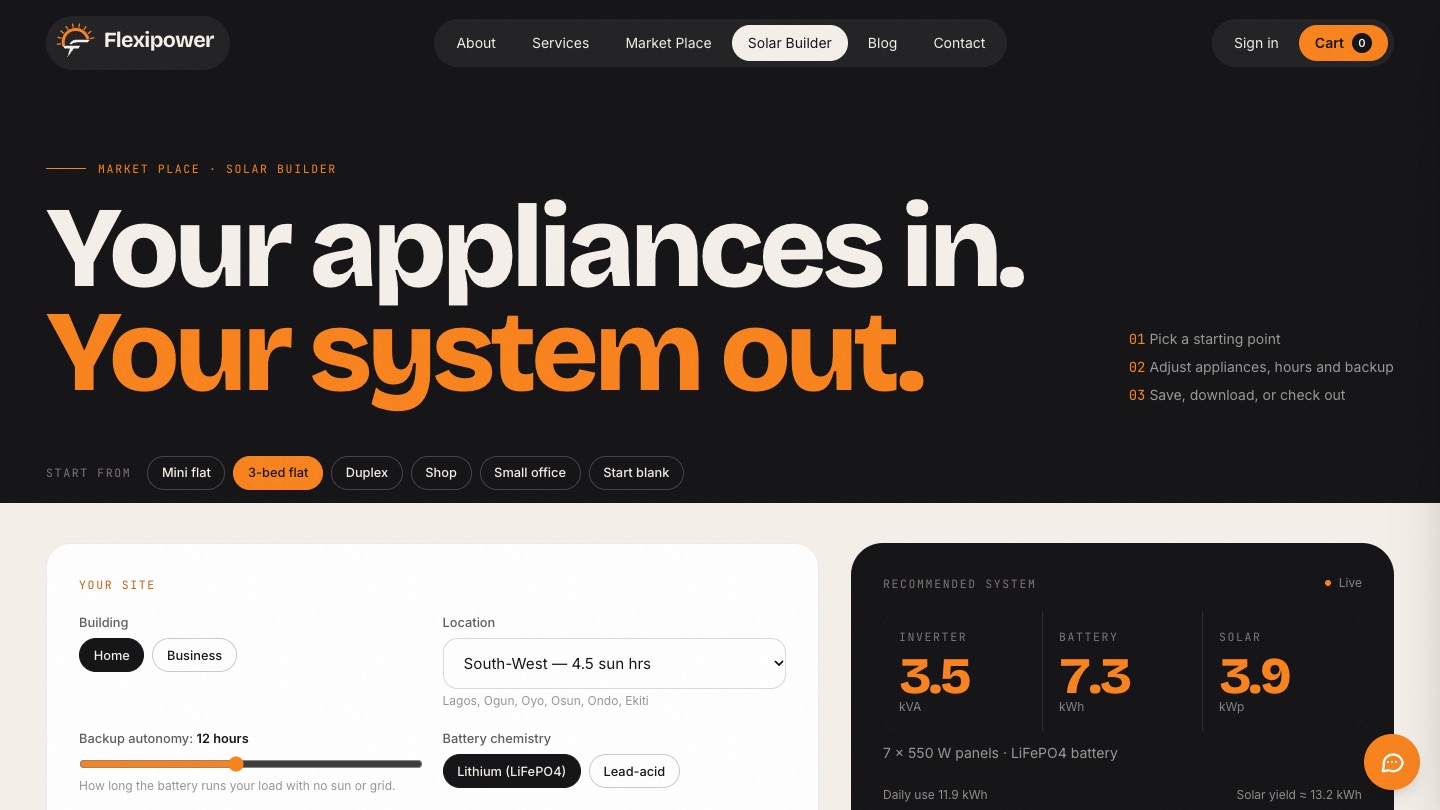 Flexipower
About
Services
Market Place
Solar Builder
Blog
Contact
Sign in
Cart 0
MARKET PLACE · SOLAR BUILDER
Your appliances in.
Your system out.
01 Pick a starting point
02 Adjust appliances, hours and backup
03 Save, download, or check out
START FROM
Mini flat
3-bed flat
Duplex
Shop
Small office
Start blank
YOUR SITE
Building
Home
Business
Location
South-West — 4.5 sun hrs
Lagos, Ogun, Oyo, Osun, Ondo, Ekiti
Backup autonomy: 12 hours
How long the battery runs your load with no sun or grid.
Battery chemistry
Lithium (LiFePO4)
Lead-acid
RECOMMENDED SYSTEM
Live
INVERTER
3.5
kVA
BATTERY
7.3
kWh
SOLAR
3.9
kWp
7 × 550 W panels · LiFePO4 battery
Daily use 11.9 kWh
Solar yield ≈ 13.2 kWh